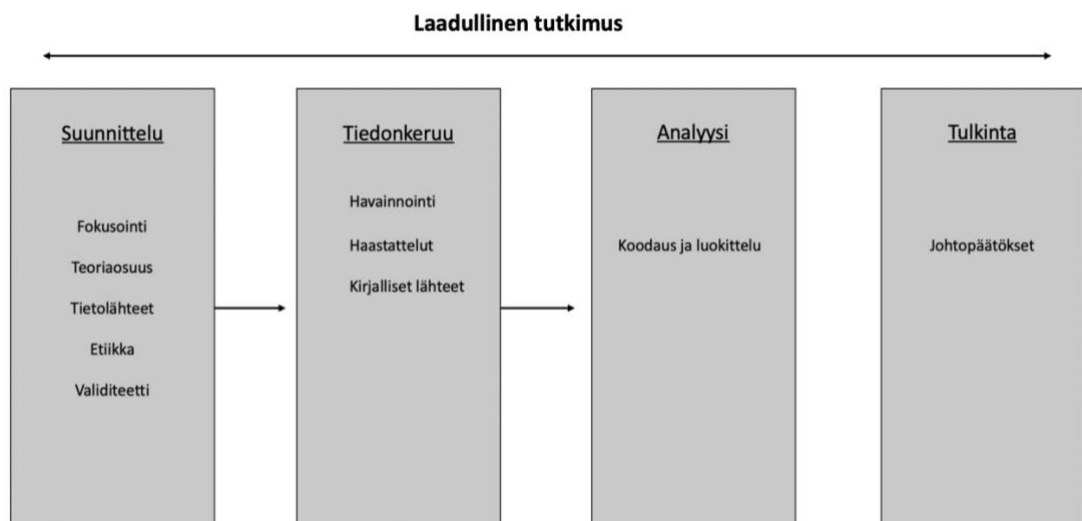 Laadullinen tutkimus
Suunnittelu
Fokusointi
Teoriaosuus
Tietolähteet
Etiikka
Validiteetti
Tiedonkeruu
Havainnointi
Haastattelut
Kirjalliset lähteet
Analyysi
Koodaus ja luokittelu
Tulkinta
Johtopäätökset